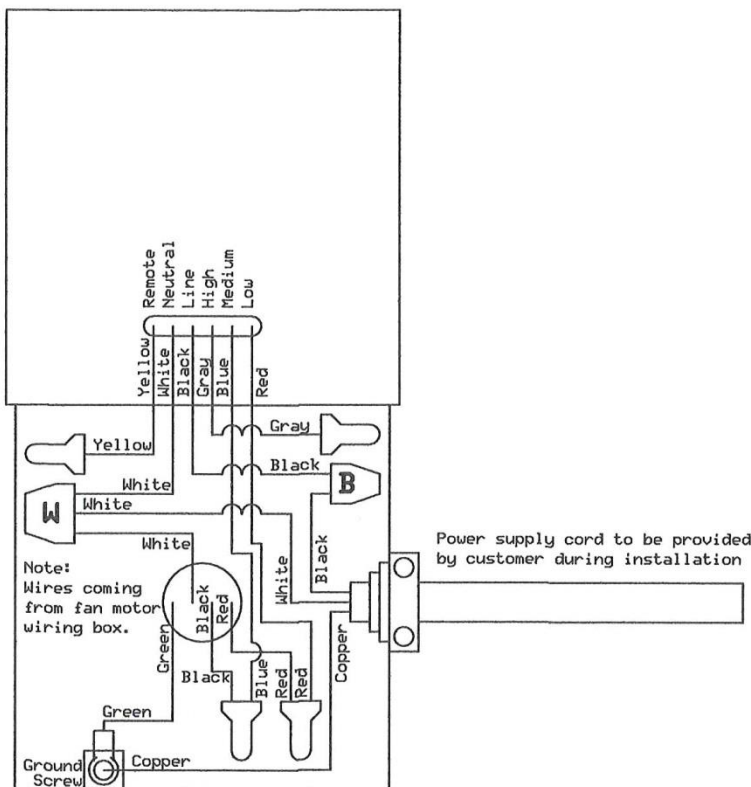 Remote
Neutral
Line
High
Medium
Low
Yellow
White
Black
Gray
Blue
Red
Yellow
Gray
Black
B
White
White
W
White
Black
Power supply cord to be provided
by customer during installation
Note:
Wires coming
from fan motor
wiring box.
White
Black
Red
Green
Copper
Black
Blue
Red
Red
Green
Ground
Screw
Copper